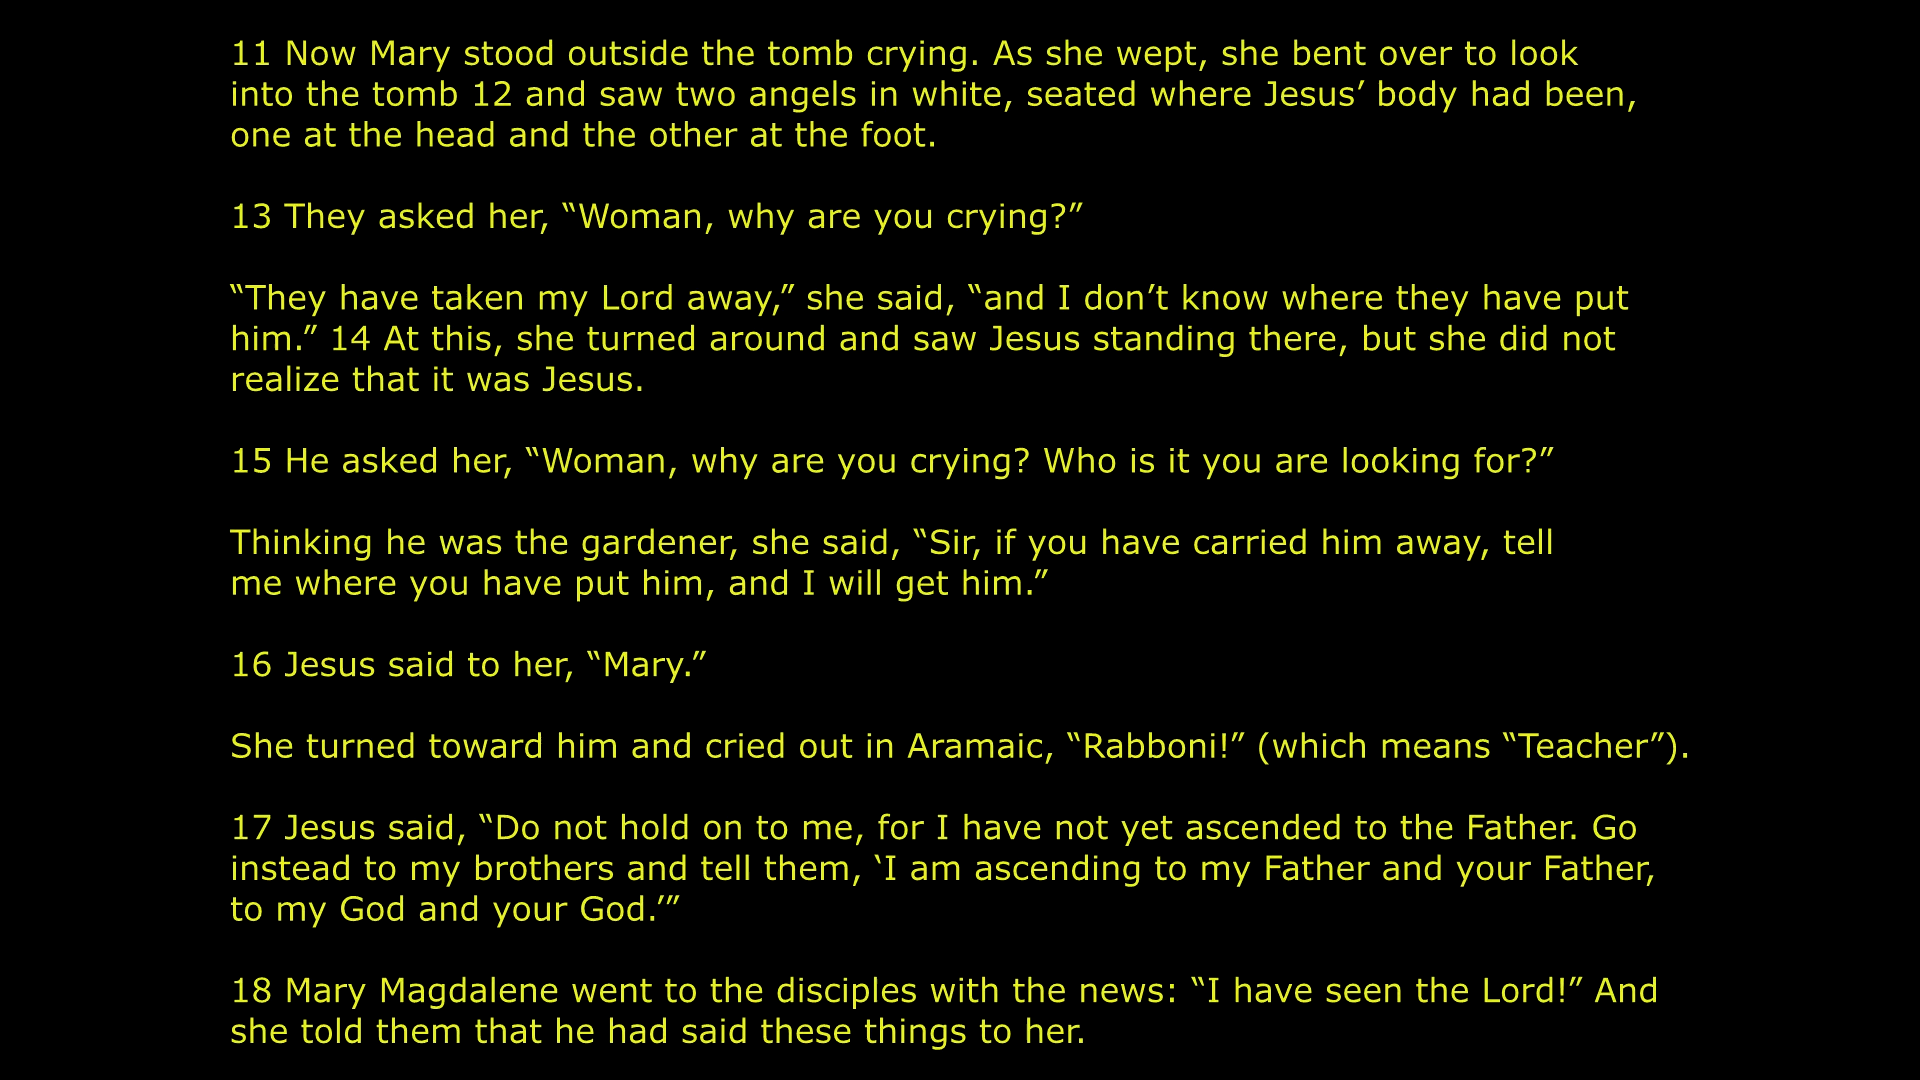 11 Now Mary stood outside the tomb crying. As she wept, she bent over to look
into the tomb 12 and saw two angels in white, seated where Jesus’ body had been,
one at the head and the other at the foot.
13 They asked her, “Woman, why are you crying?”
“They have taken my Lord away,” she said, “and I don’t know where they have put
him.” 14 At this, she turned around and saw Jesus standing there, but she did not
realize that it was Jesus.
15 He asked her, “Woman, why are you crying? Who is it you are looking for?”
Thinking he was the gardener, she said, “Sir, if you have carried him away, tell
me where you have put him, and I will get him.”
16 Jesus said to her, “Mary.”
She turned toward him and cried out in Aramaic, “Rabboni!” (which means “Teacher”).
17 Jesus said, “Do not hold on to me, for I have not yet ascended to the Father. Go
instead to my brothers and tell them, ‘I am ascending to my Father and your Father,
to my God and your God.’”
18 Mary Magdalene went to the disciples with the news: “I have seen the Lord!” And
she told them that he had said these things to her.